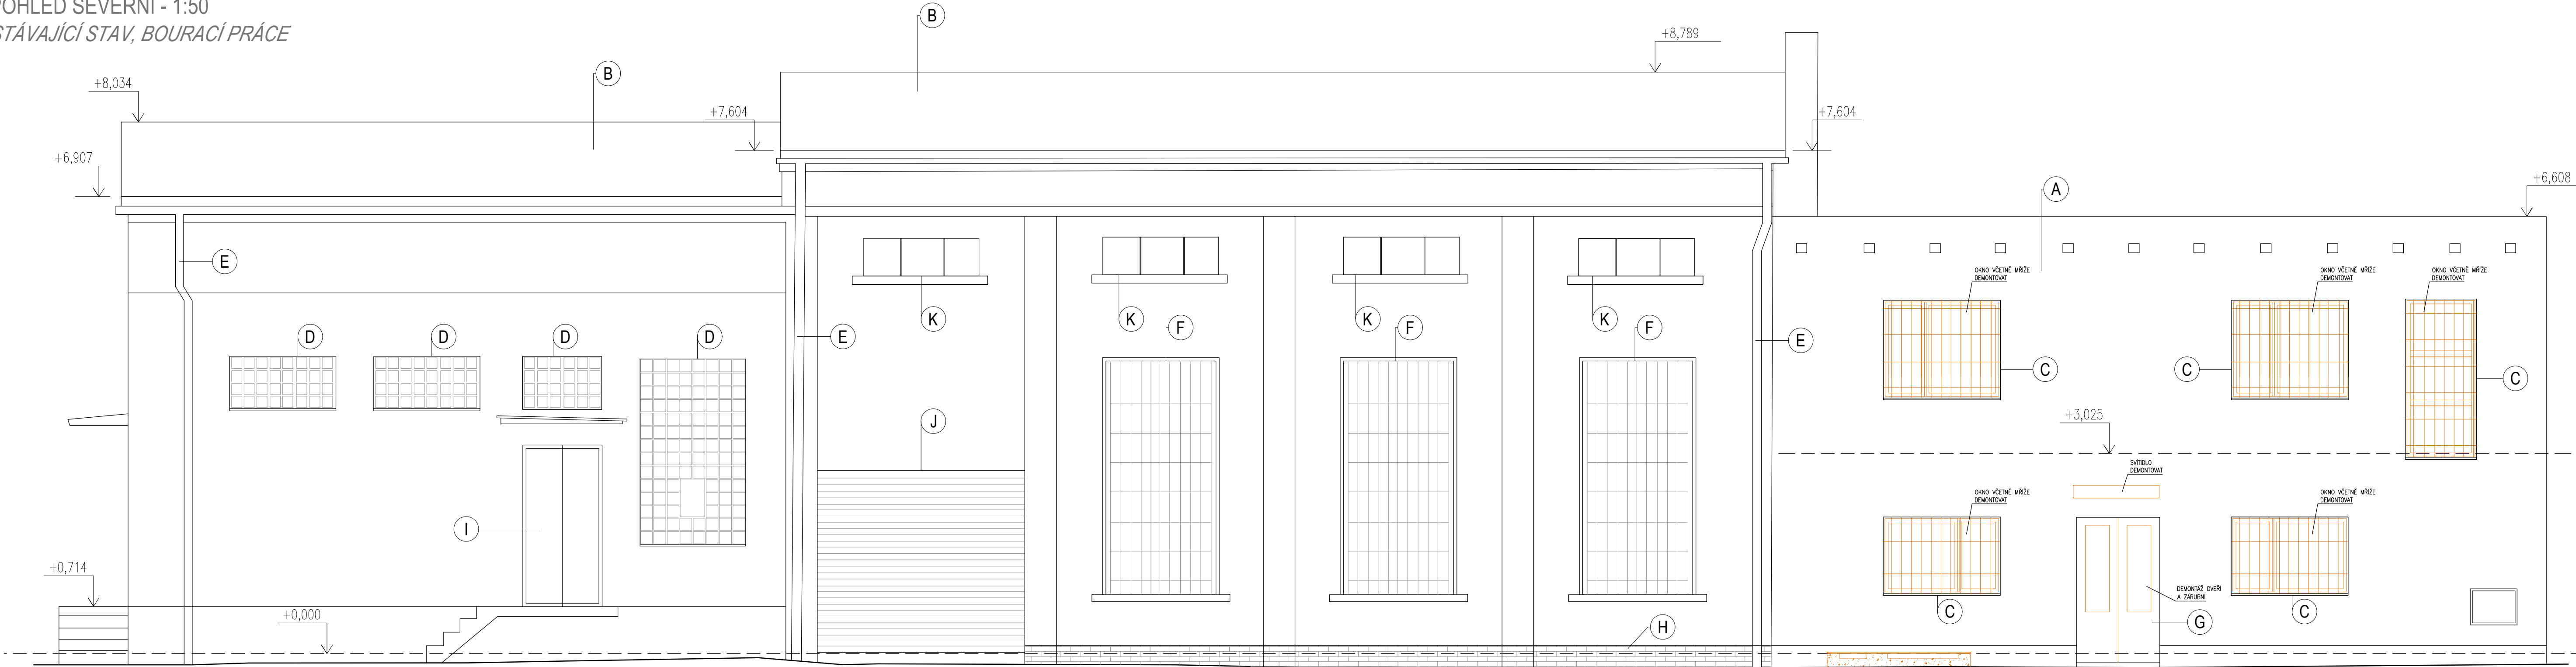 POHLED SEVERNÍ - 1:50
STÁVAJÍCÍ STAV, BOURACÍ PRÁCE
B
+8,789
B
+8,034
+7,604
+7,604
+6,907
+6,608
A
E
OKNO VČETNĚ MŘÍŽE
DEMONTOVAT
OKNO VČETNĚ MŘÍŽE
DEMONTOVAT
OKNO VČETNĚ MŘÍŽE
DEMONTOVAT
K
K
K
K
D
D
D
D
E
F
F
F
E
C
C
C
J
+3,025
SVÍTIDLO
DEMONTOVAT
OKNO VČETNĚ MŘÍŽE
DEMONTOVAT
OKNO VČETNĚ MŘÍŽE
DEMONTOVAT
I
+0,714
DEMONTÁŽ DVEŘÍ
A ZÁRUBNÍ
+0,000
C
C
G
H